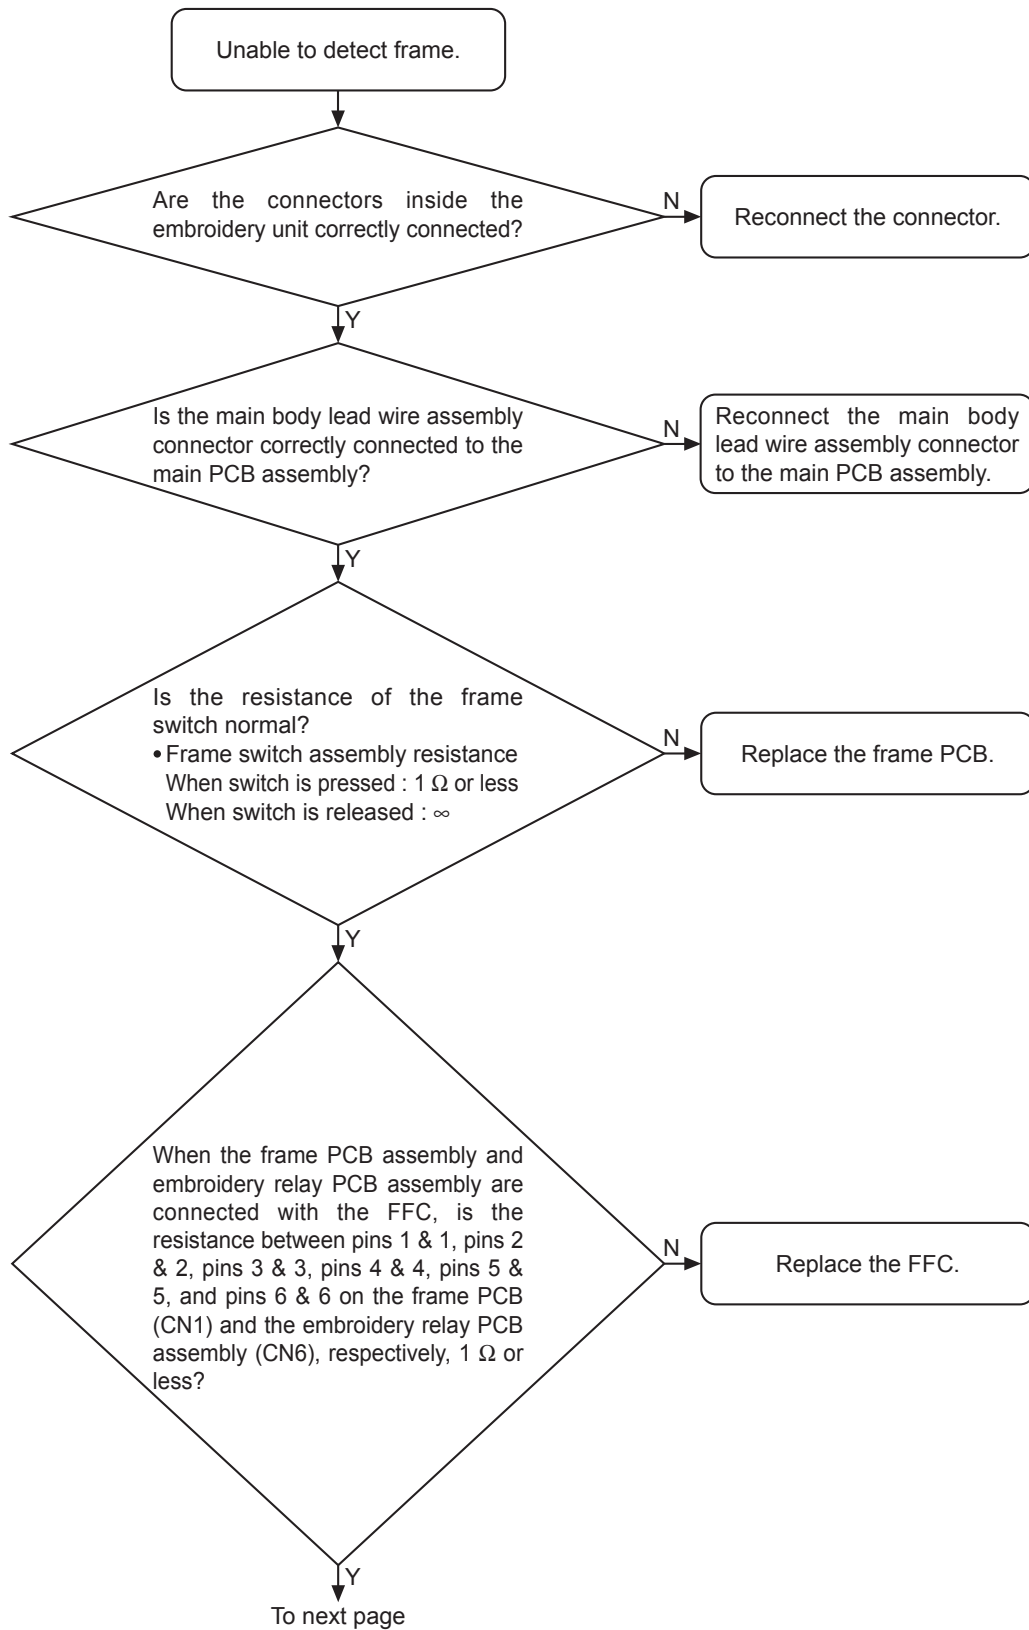 Unable to detect frame.
Are the connectors inside the
embroidery unit correctly connected?
N
Reconnect the connector.
Y
Is the main body lead wire assembly
connector correctly connected to the
main PCB assembly?
N
Reconnect the main body
lead wire assembly connector
to the main PCB assembly.
Y
Is the resistance of the frame
switch normal?
• Frame switch assembly resistance
When switch is pressed : 1 Ω or less
When switch is released : ∞
N
Replace the frame PCB.
Y
When the frame PCB assembly and
embroidery relay PCB assembly are
connected with the FFC, is the
resistance between pins 1 & 1, pins 2
& 2, pins 3 & 3, pins 4 & 4, pins 5 &
5, and pins 6 & 6 on the frame PCB
(CN1) and the embroidery relay PCB
assembly (CN6), respectively, 1 Ω or
less?
N
Replace the FFC.
Y
To next page